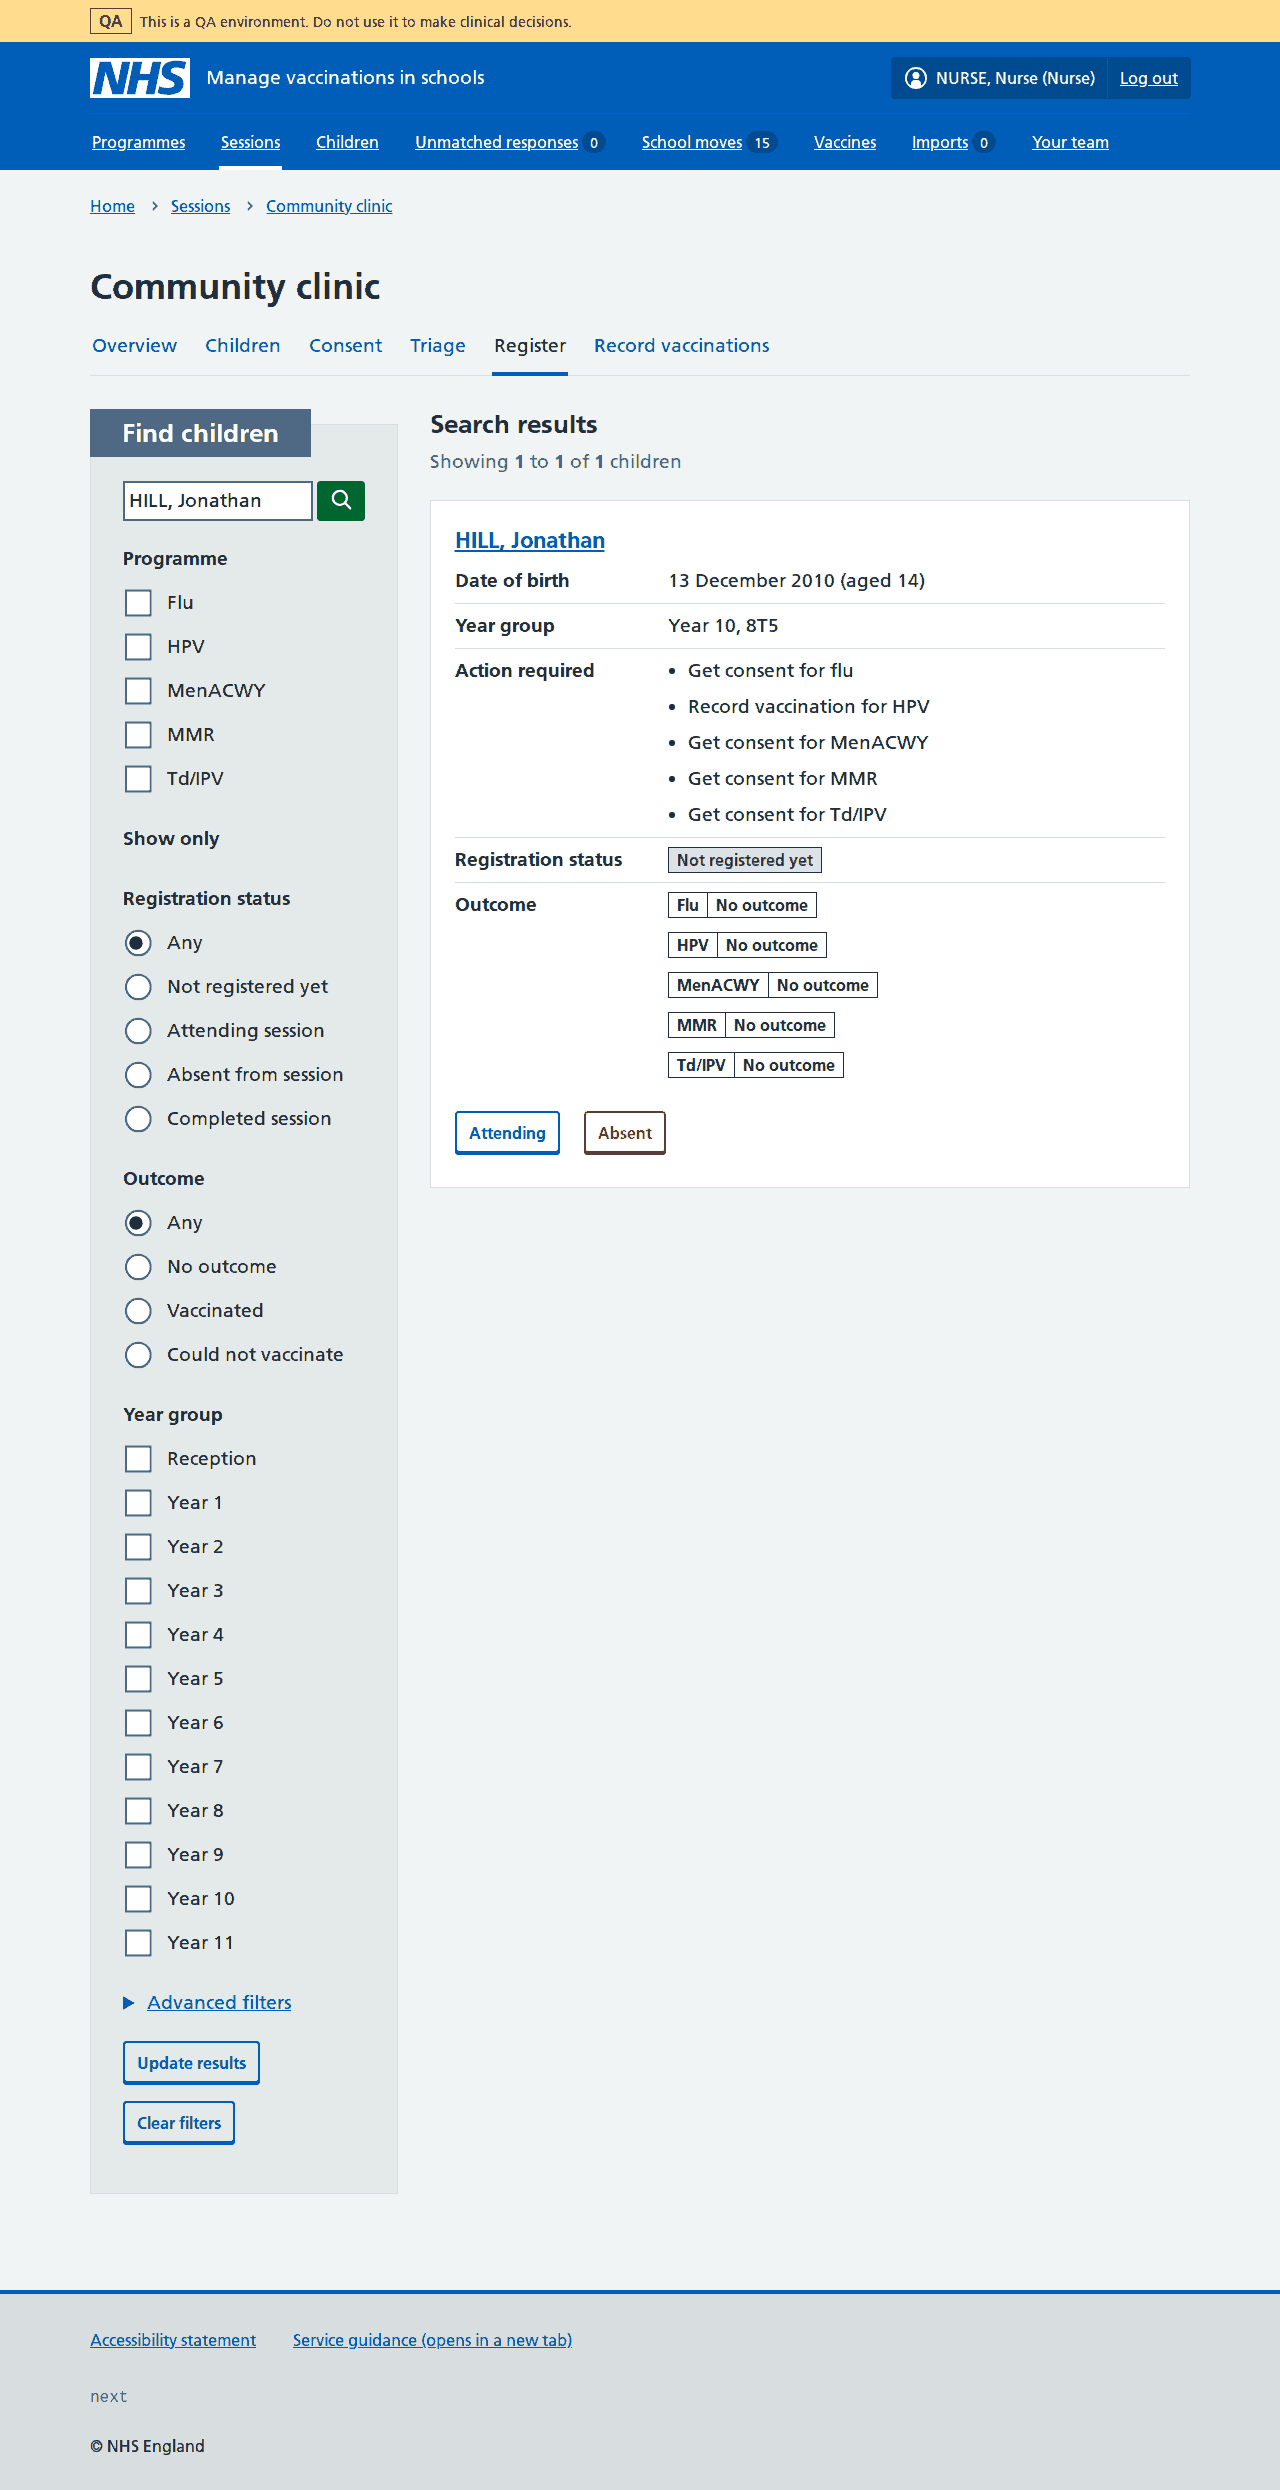 QA This is a QA environment. Do not use it to make clinical decisions.
NHS Manage vaccinations in schools NURSE, Nurse (Nurse) Log out
Programmes Sessions Children Unmatched responses 0 School moves 15 Vaccines Imports 0 Your team
Home Sessions Community clinic
Community clinic
Overview Children Consent Triage Register Record vaccinations
Find children
HILL, Jonathan
Programme
Flu
HPV
MenACWY
MMR
Td/IPV
Show only
Registration status
Any
Not registered yet
Attending session
Absent from session
Completed session
Outcome
Any
No outcome
Vaccinated
Could not vaccinate
Year group
Reception
Year 1
Year 2
Year 3
Year 4
Year 5
Year 6
Year 7
Year 8
Year 9
Year 10
Year 11
Advanced filters
Update results
Clear filters
Search results
Showing 1 to 1 of 1 children
HILL, Jonathan
Date of birth 13 December 2010 (aged 14)
Year group Year 10, 8T5
Action required • Get consent for flu
• Record vaccination for HPV
• Get consent for MenACWY
• Get consent for MMR
• Get consent for Td/IPV
Registration status Not registered yet
Outcome Flu No outcome
HPV No outcome
MenACWY No outcome
MMR No outcome
Td/IPV No outcome
Attending Absent
Accessibility statement Service guidance (opens in a new tab)
next
© NHS England